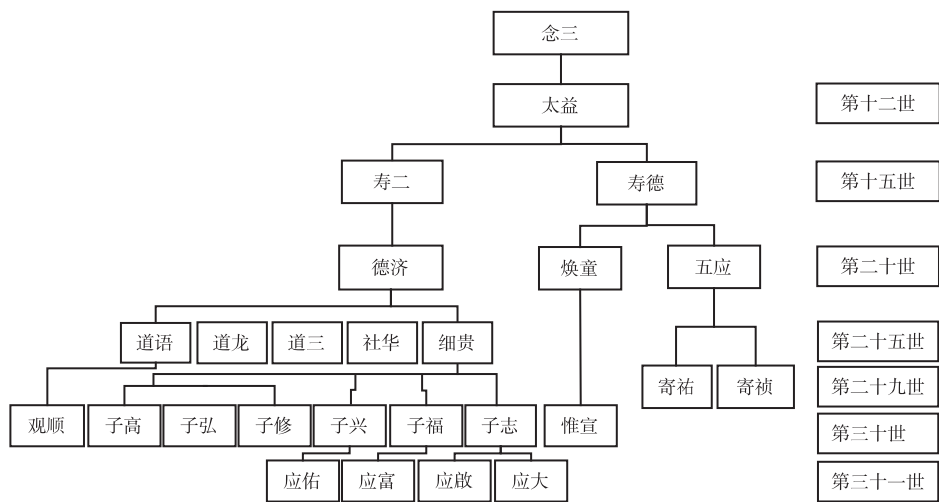 念三
太益
第十二世
寿二
寿德
第十五世
德济
焕童
五应
第二十世
道语
道龙
道三
社华
细贵
第二十五世
寄祐
寄祯
第二十九世
观顺
子高
子弘
子修
子兴
子福
子志
惟宣
第三十世
应佑
应富
应啟
应大
第三十一世